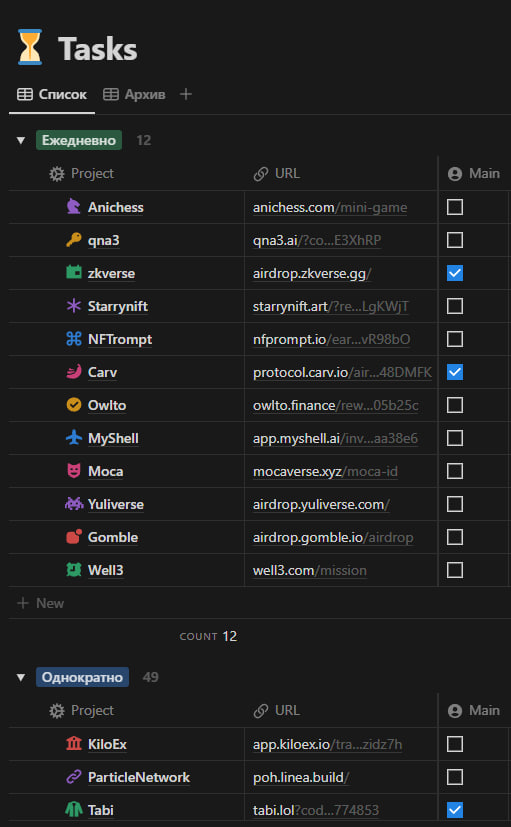 Tasks
Список Архив
Ежедневно 12
Project URL Main
Anichess anichess.com/mini-game
qna3 qna3.ai/?co...E3XhRP
zkverse airdrop.zkverse.gg/
Starrynift starrynift.art/?re...LgKWjT
NFTrompt nfprompt.io/ear...vR98bO
Carv protocol.carv.io/air...48DMFK
Owlto owlto.finance/rew...05b25c
MyShell app.myshell.ai/inv...aa38e6
Moca mocaverse.xyz/moca-id
Yuliverse airdrop.yuliverse.com/
Gomble airdrop.gomble.io/airdrop
Well3 well3.com/mission
+ New
COUNT 12
Однократно 49
Project URL Main
KiloEx app.kiloex.io/tra...zidz7h
ParticleNetwork poh.linea.build/
Tabi tabi.lol?cod...774853